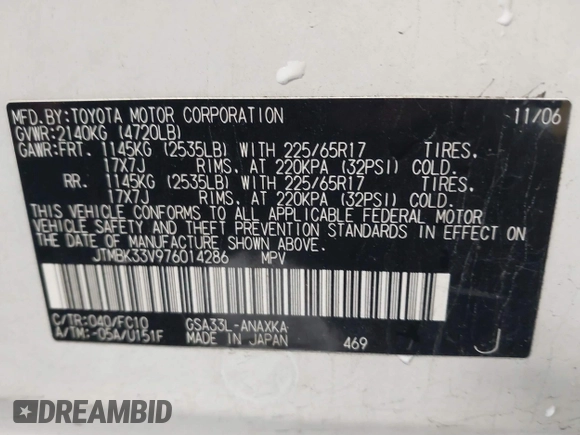 MFD. BY: TOYOTA MOTOR CORPORATION 11/06
GVWR: 2140KG (4720LB)
GAWR: FRT. 1145KG (2535LB) WITH 225/65R17 TIRES.
17X7J RIMS. AT 220KPA (32PSI) COLD.
RR. 1145KG (2535LB) WITH 225/65R17 TIRES.
17X7J RIMS. AT 220KPA (32PSI) COLD.
THIS VEHICLE CONFORMS TO ALL APPLICABLE FEDERAL MOTOR
VEHICLE SAFETY AND THEFT PREVENTION STANDARDS IN EFFECT ON
THE DATE OF MANUFACTURE SHOWN ABOVE.
JTMBK33V976014286 MPV
C/TR: 040/FC10 GSA33L-ANAXKA
A/TM: -05A/U151F MADE IN JAPAN 469 J
DREAMBID